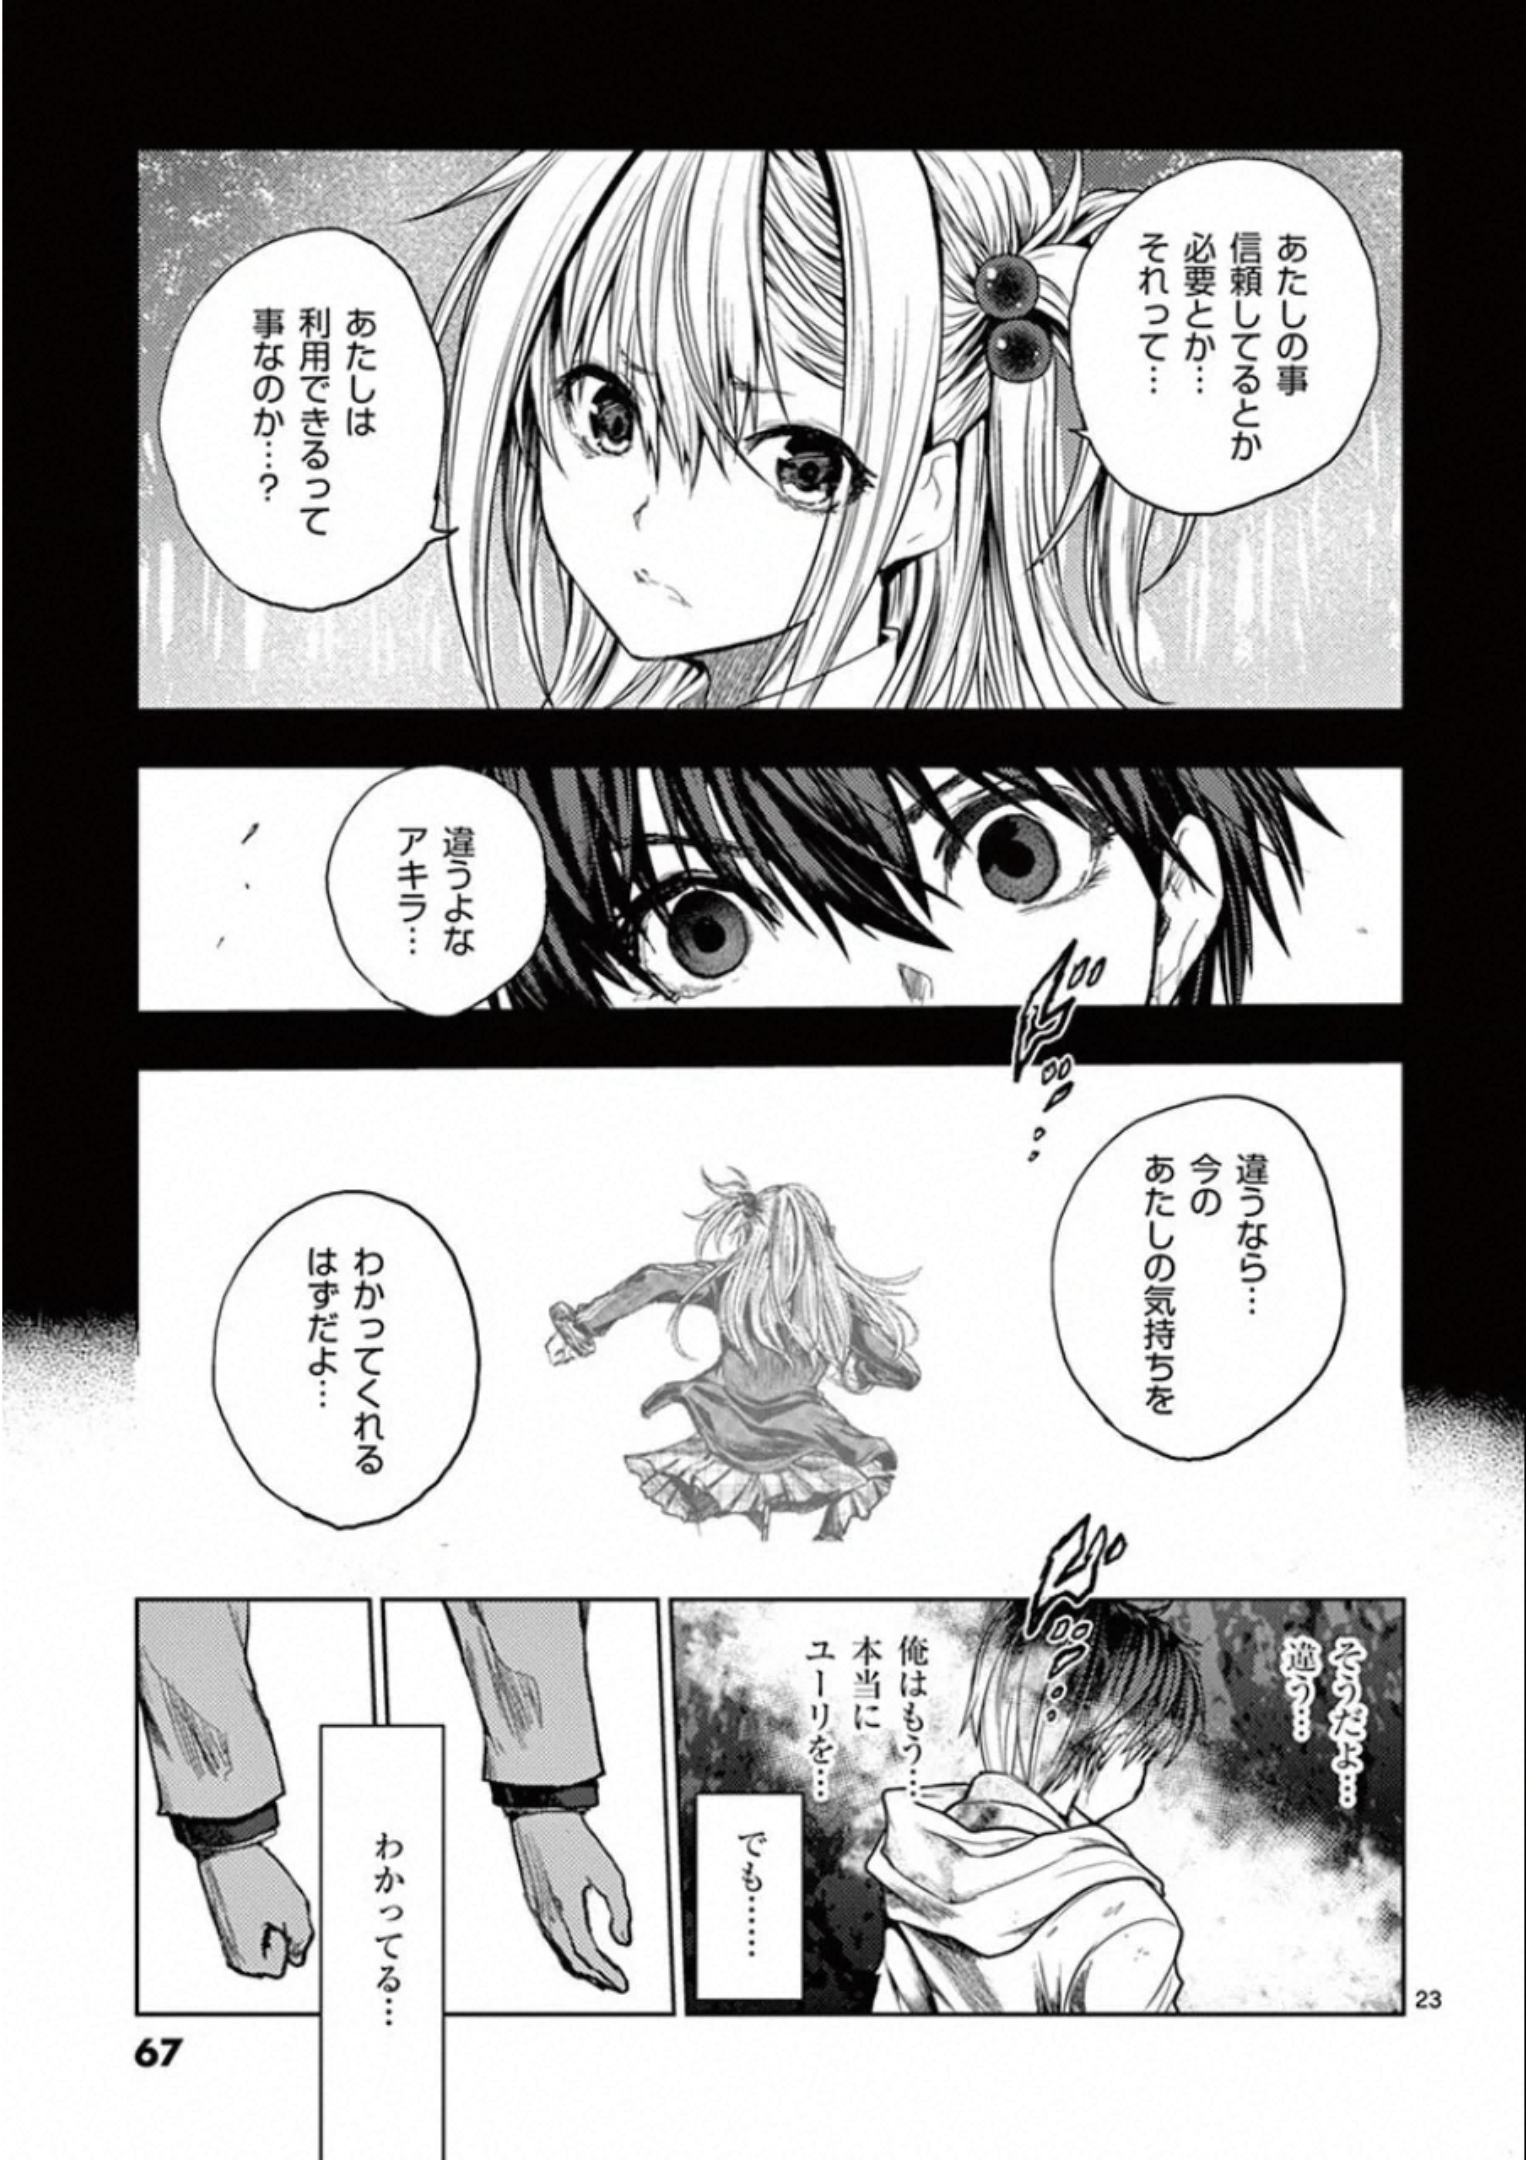 あたしの事
信頼してるとか
必要とか…
それって…
あたしは
利用できるって
事なのか…?
違うよな
アキラ…
違うなら…
今の
あたしの気持ちを
わかってくれる
はずだよ…
そうだよ…
違う…
俺はもう…
本当に
ユーリを…
でも……
わかってる…
23
67